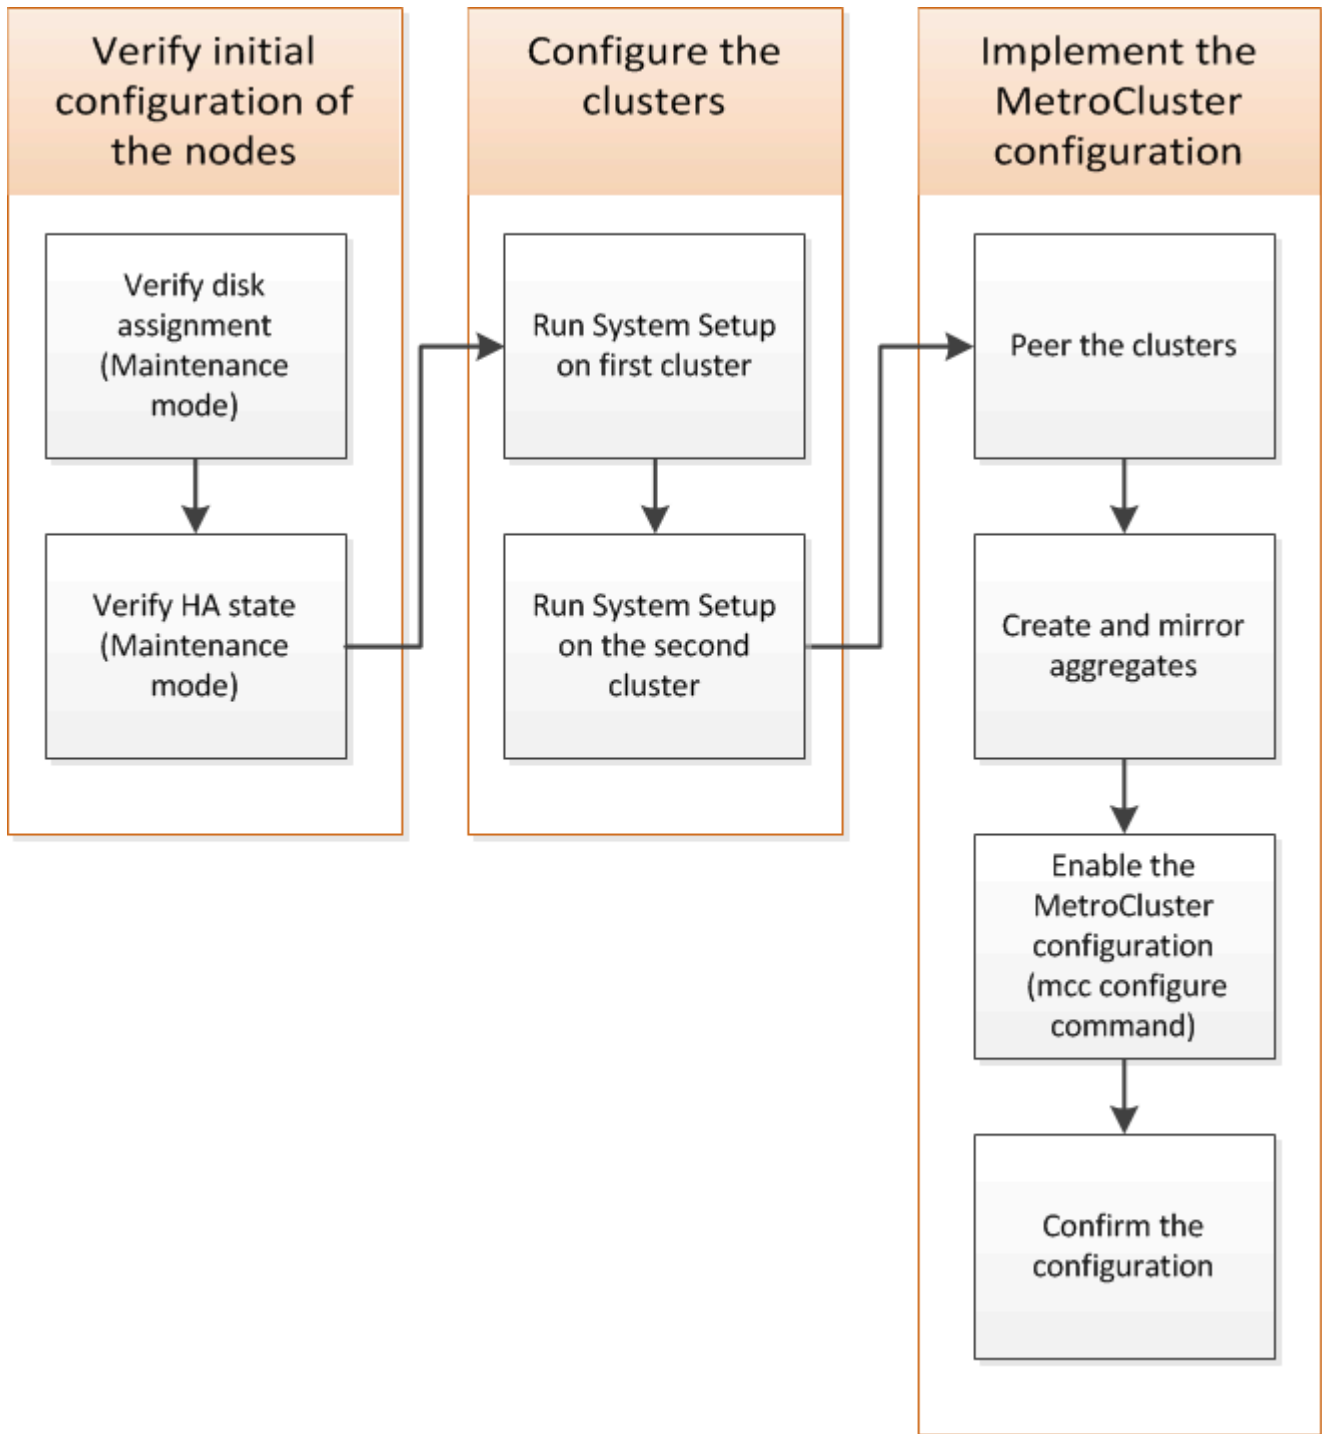 Verify initial
configuration of
the nodes
Verify disk
assignment
(Maintenance
mode)
Verify HA state
(Maintenance
mode)
Configure the
clusters
Run System Setup
on first cluster
Run System Setup
on the second
cluster
Implement the
MetroCluster
configuration
Peer the clusters
Create and mirror
aggregates
Enable the
MetroCluster
configuration
(mcc configure
command)
Confirm the
configuration